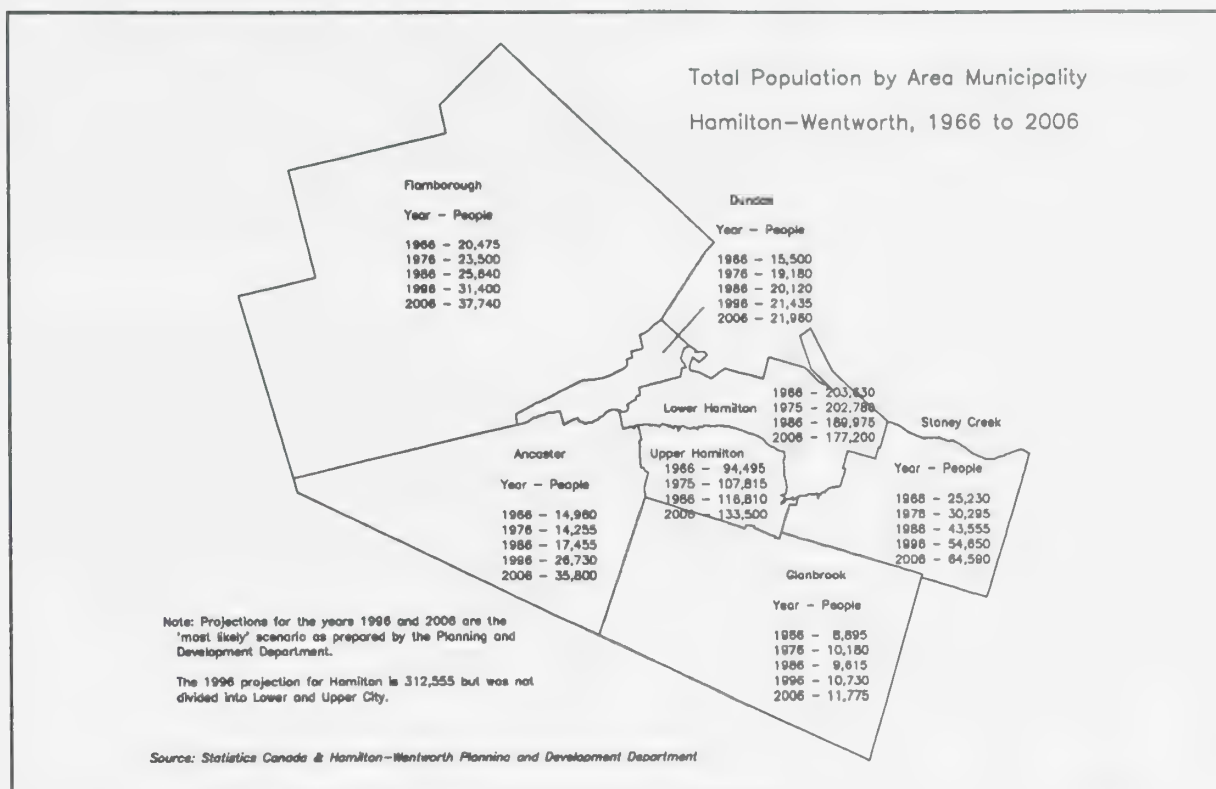 Total Population by Area Municipality
Hamilton-Wentworth, 1966 to 2006
Flamborough
Year - People
1966 - 20,475
1976 - 23,500
1986 - 25,640
1996 - 31,400
2006 - 37,740
Dundas
Year - People
1966 - 15,500
1976 - 19,180
1986 - 20,120
1996 - 21,435
2006 - 21,960
Lower Hamilton
1966 -
1975 - 202,780
1986 - 189,975
2006 - 177,200
Upper Hamilton
1966 - 94,495
1975 - 107,815
1986 - 116,810
2006 - 133,500
Stoney Creek
Year - People
1966 - 25,230
1976 - 30,295
1986 - 43,555
1996 - 54,650
2006 - 64,590
Ancaster
Year - People
1966 - 14,960
1976 - 14,255
1986 - 17,455
1996 - 26,730
2006 - 35,800
Glanbrook
Year - People
1966 -
1976 - 10,180
1986 - 9,615
1996 - 10,730
2006 - 11,775
Note: Projections for the years 1996 and 2006 are the
'most likely' scenario as prepared by the Planning and
Development Department.
The 1996 projection for Hamilton is 312,555 but was not
divided into Lower and Upper City.
Source: Statistics Canada & Hamilton-Wentworth Planning and Development Department